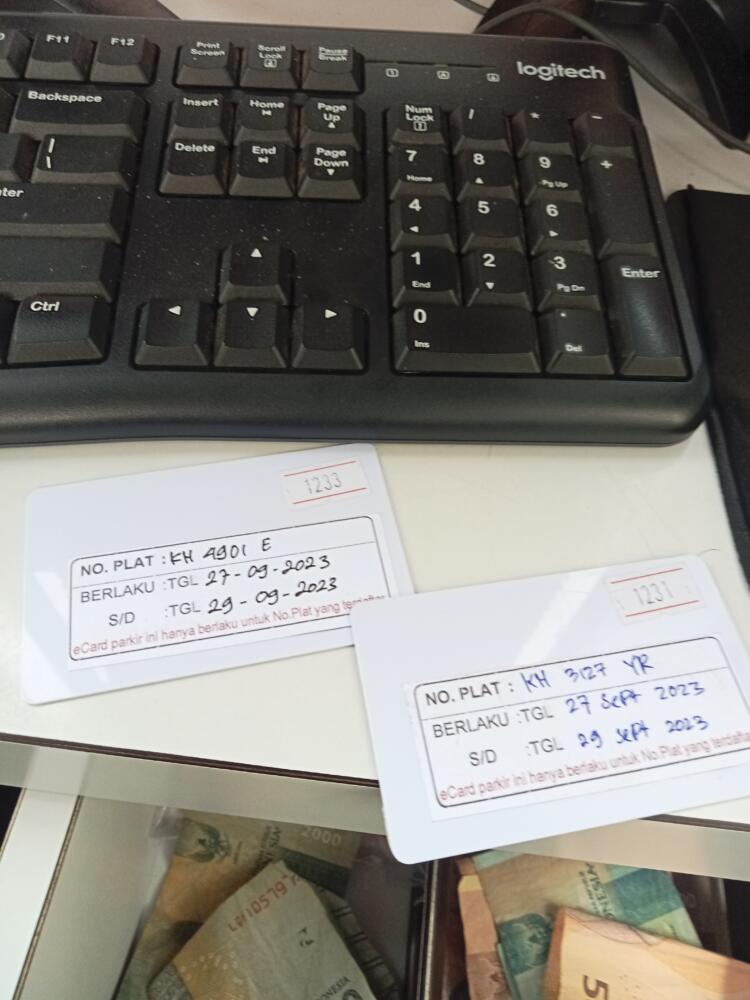 F11 F12 Print Screen Scroll Lock Pause Break
logitech
Backspace Insert Home Page Up Num Lock / * -
| \ Delete End Page Down 7 Home 8 9 Pg Up +
4 5 6
1 End 2 3 Pg Dn Enter
Ctrl 0 Ins . Del
1233
NO. PLAT : KH 4901 E
BERLAKU :TGL 27-09-2023
S/D :TGL 29-09-2023
eCard parkir ini hanya berlaku untuk No.Plat yang
1231
NO. PLAT : KH 3127 YR
BERLAKU :TGL 27 Sept 2023
S/D :TGL 29 Sept 2023
eCard parkir ini hanya berlaku untuk No.Plat yang
2000
5